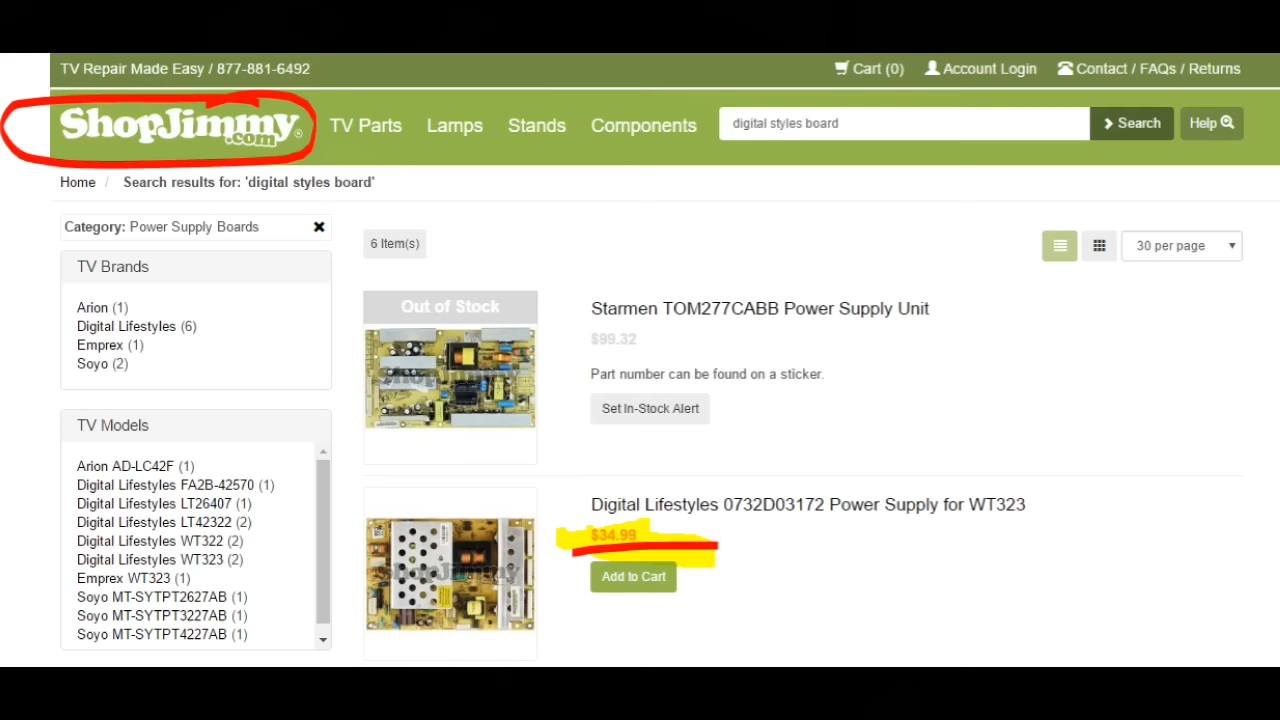 TV Repair Made Easy / 877-881-6492
Cart (0) Account Login Contact / FAQs / Returns
ShopJimmy.com®
TV Parts Lamps Stands Components
digital styles board
Search
Help
Home / Search results for: 'digital styles board'
Category: Power Supply Boards
TV Brands
Arion (1)
Digital Lifestyles (6)
Emprex (1)
Soyo (2)
TV Models
Arion AD-LC42F (1)
Digital Lifestyles FA2B-42570 (1)
Digital Lifestyles LT26407 (1)
Digital Lifestyles LT42322 (2)
Digital Lifestyles WT322 (2)
Digital Lifestyles WT323 (2)
Emprex WT323 (1)
Soyo MT-SYTPT2627AB (1)
Soyo MT-SYTPT3227AB (1)
Soyo MT-SYTPT4227AB (1)
6 Item(s)
30 per page
Out of Stock
ShopJimmy
Starmen TOM277CABB Power Supply Unit
$99.32
Part number can be found on a sticker.
Set In-Stock Alert
ShopJimmy
Digital Lifestyles 0732D03172 Power Supply for WT323
$34.99
Add to Cart